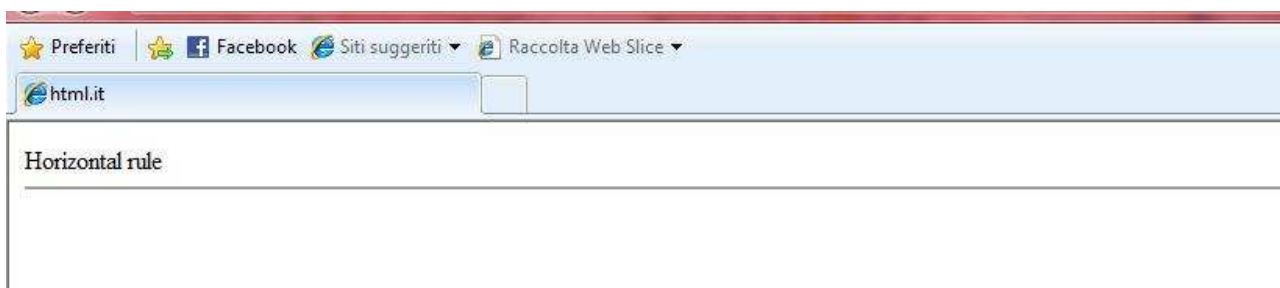 Preferiti Facebook Siti suggeriti Raccolta Web Slice
html.it
Horizontal rule